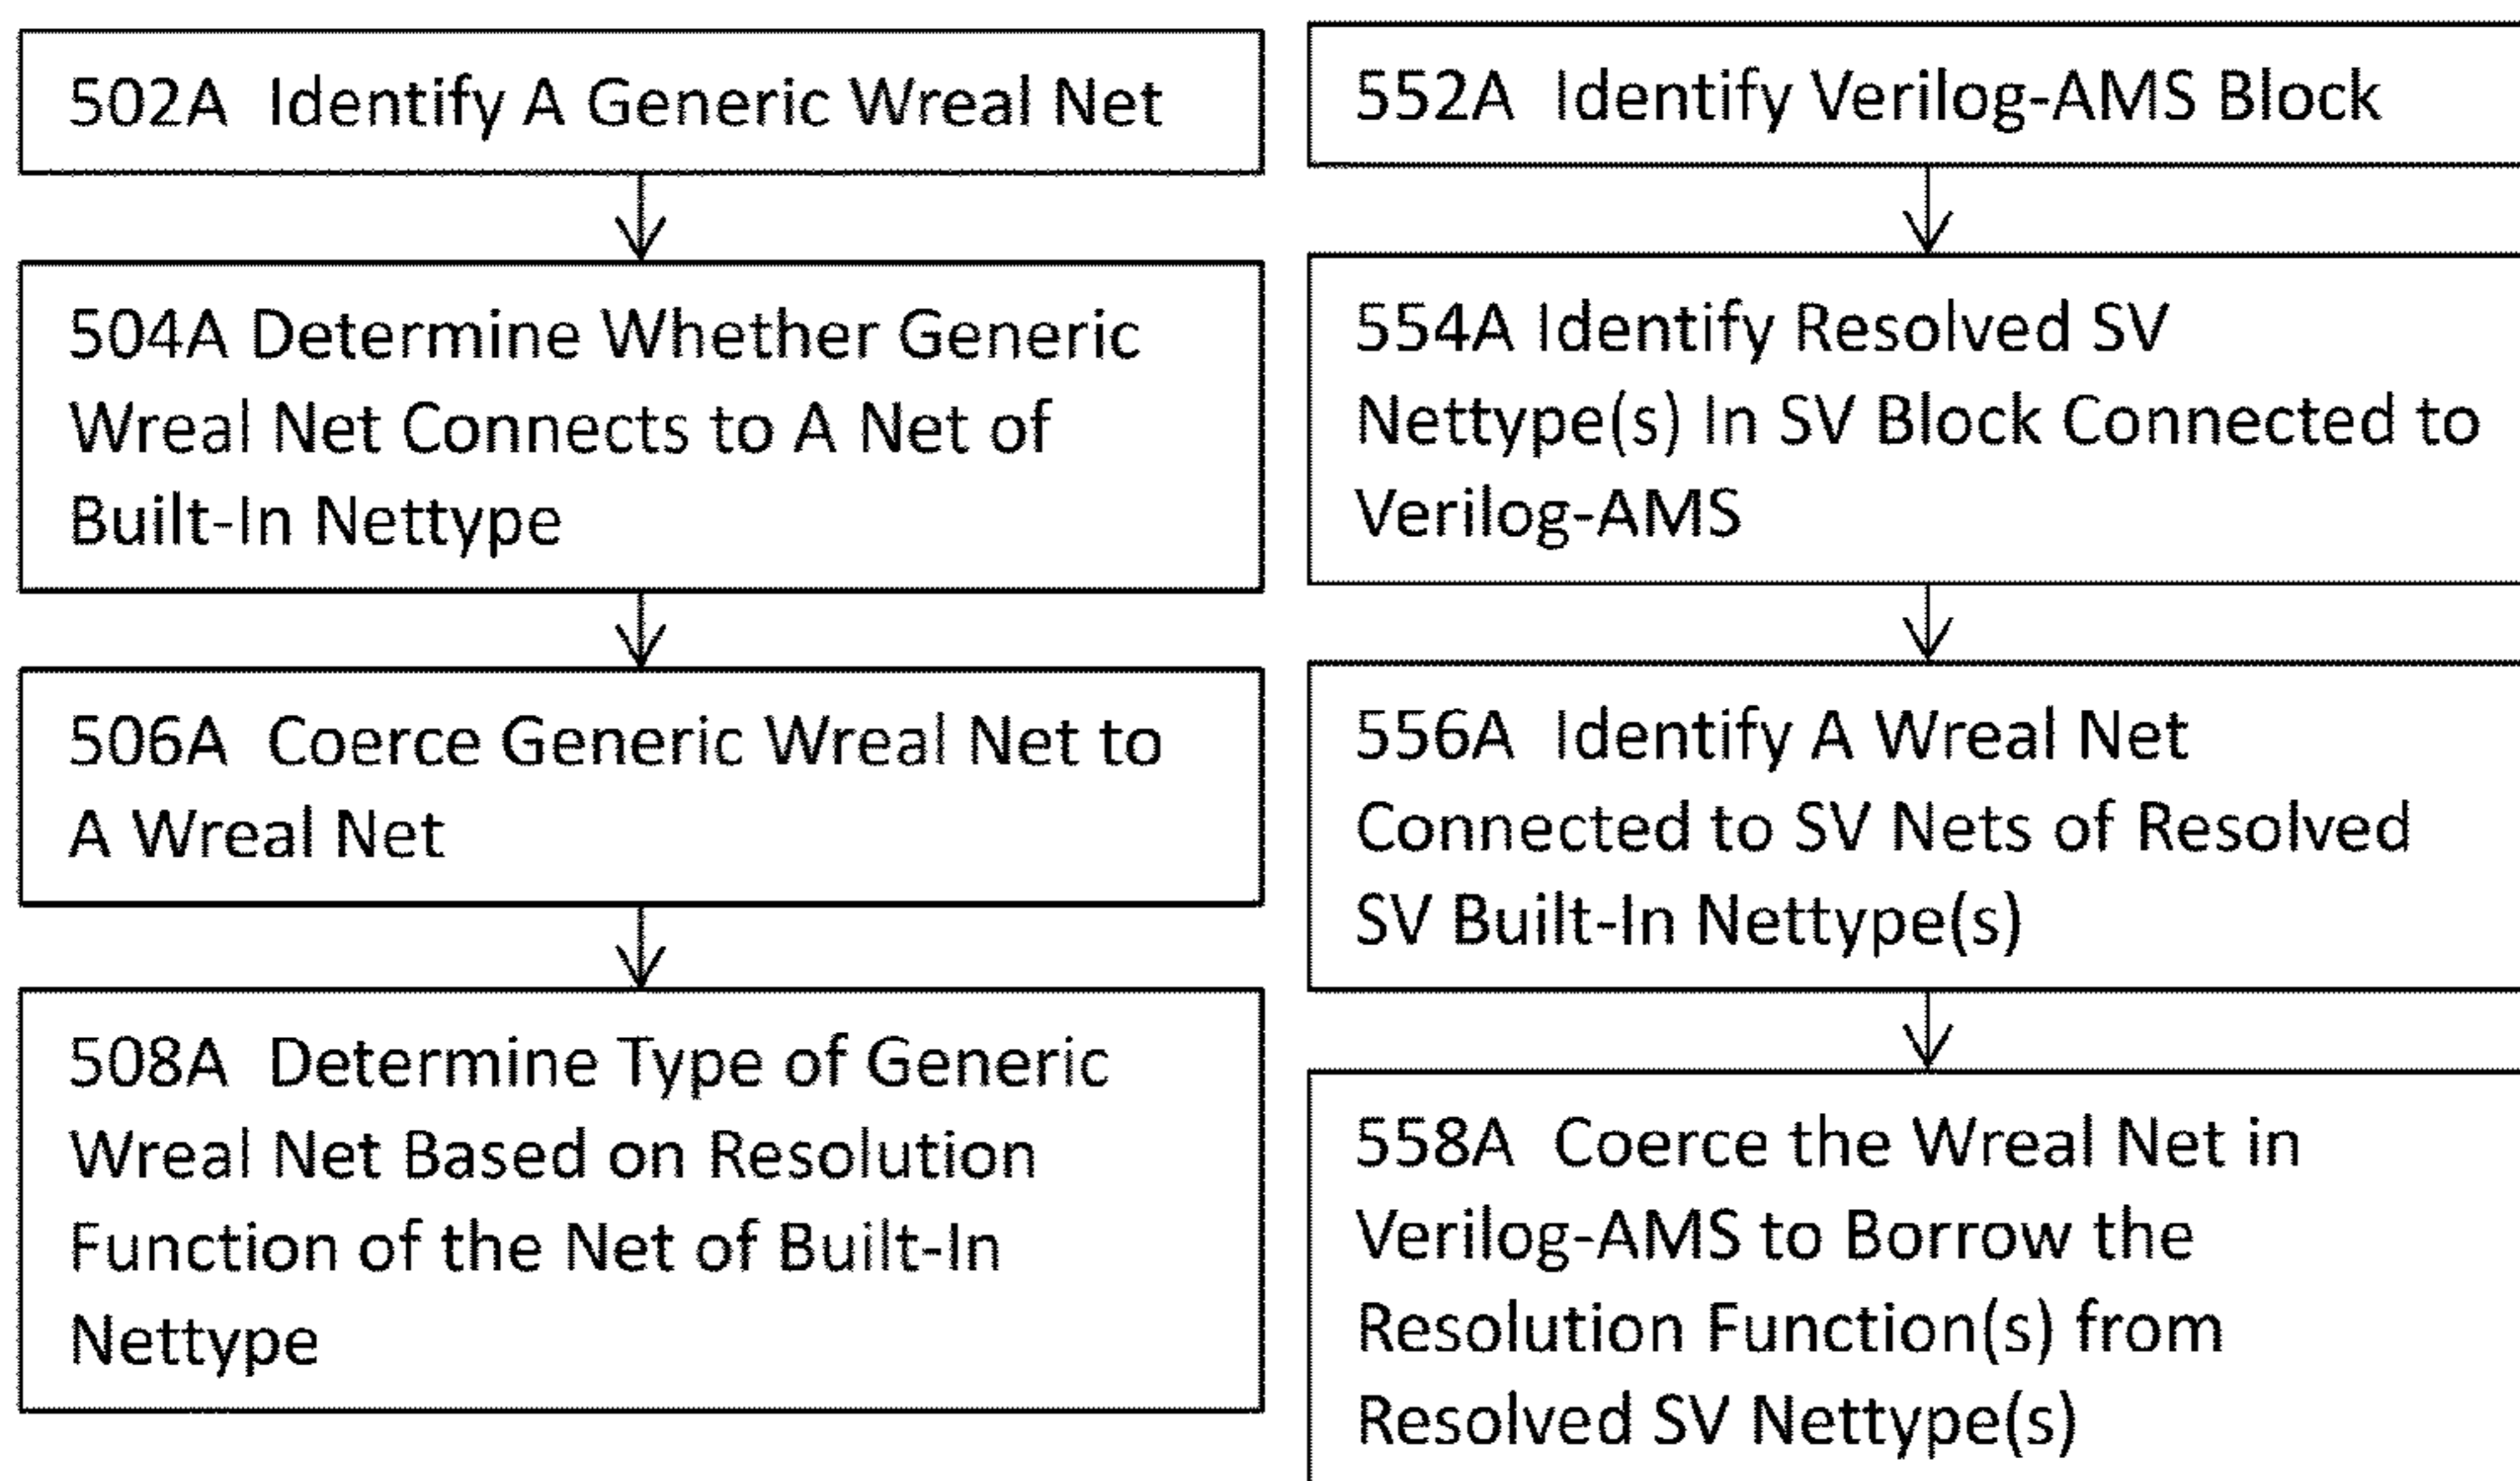 502A Identify A Generic Wreal Net
504A Determine Whether Generic
Wreal Net Connects to A Net of
Built-In Nettype
506A Coerce Generic Wreal Net to
A Wreal Net
508A Determine Type of Generic
Wreal Net Based on Resolution
Function of the Net of Built-In
Nettype
552A Identify Verilog-AMS Block
554A Identify Resolved SV
Nettype(s) In SV Block Connected to
Verilog-AMS
556A Identify A Wreal Net
Connected to SV Nets of Resolved
SV Built-In Nettype(s)
558A Coerce the Wreal Net in
Verilog-AMS to Borrow the
Resolution Function(s) from
Resolved SV Nettype(s)